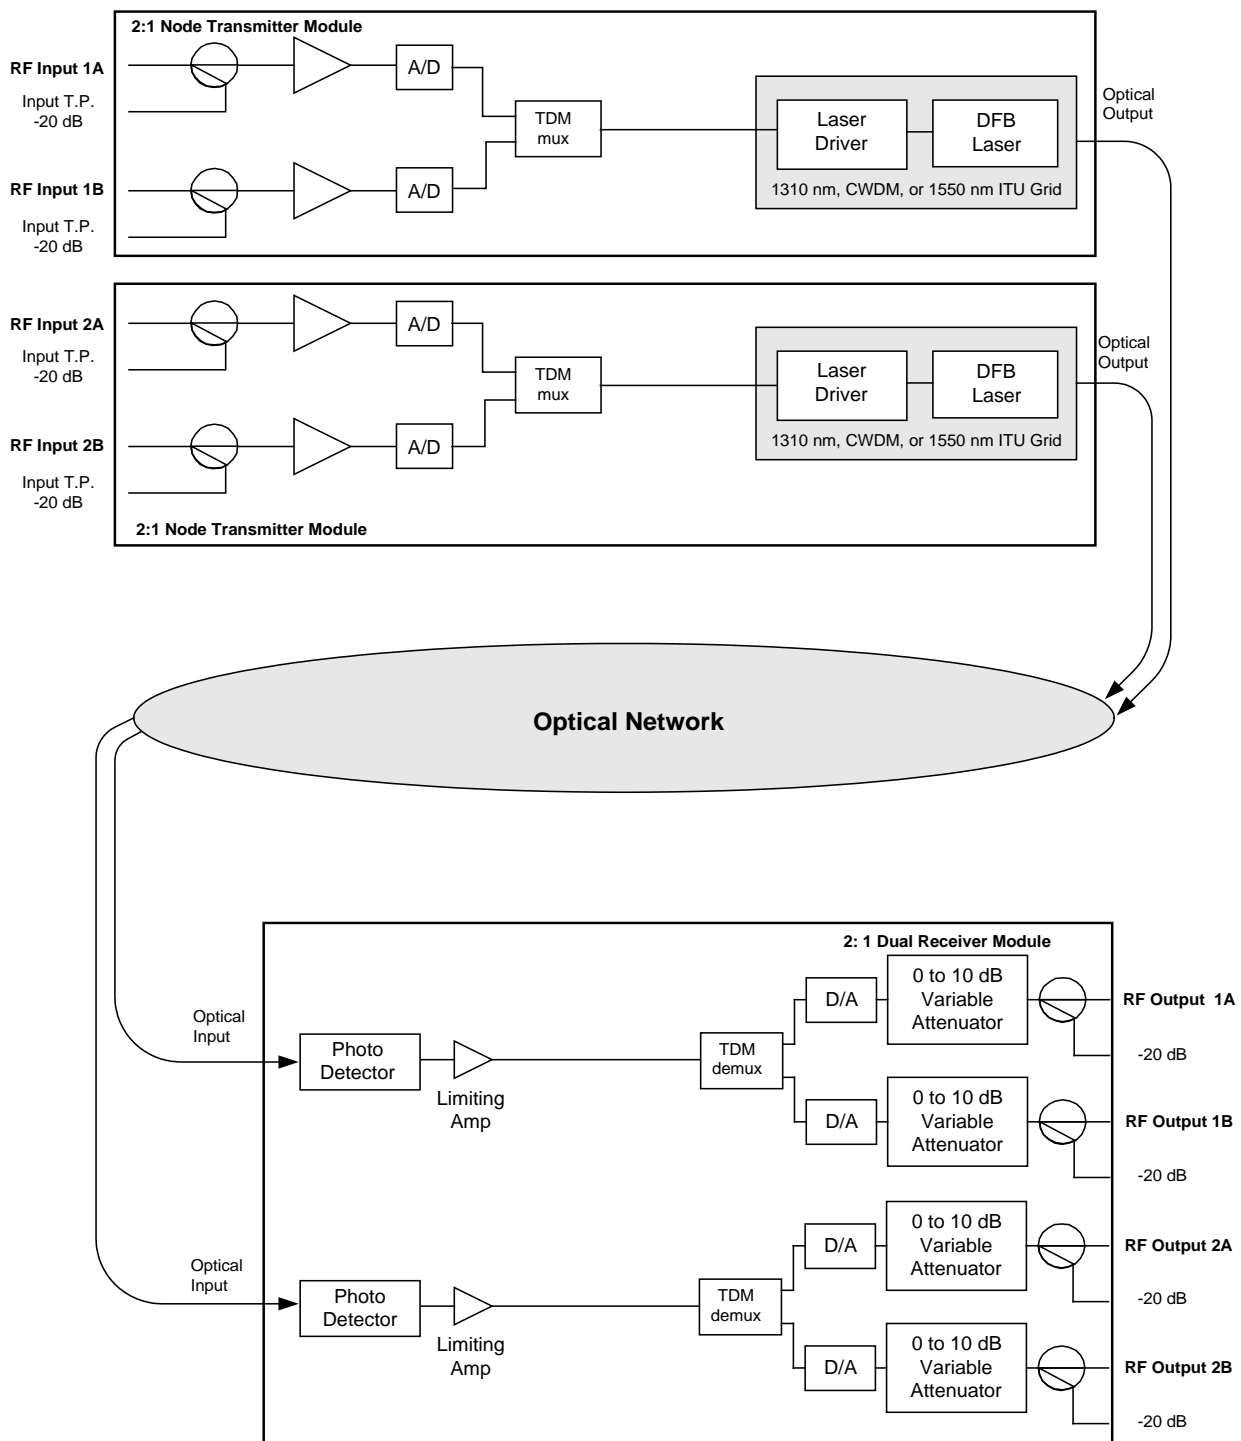 2:1 Node Transmitter Module
RF Input 1A
Input T.P.
-20 dB
A/D
TDM
mux
Laser
Driver
DFB
Laser
Optical
Output
RF Input 1B
Input T.P.
-20 dB
A/D
1310 nm, CWDM, or 1550 nm ITU Grid
RF Input 2A
Input T.P.
-20 dB
A/D
TDM
mux
Laser
Driver
DFB
Laser
Optical
Output
RF Input 2B
Input T.P.
-20 dB
A/D
1310 nm, CWDM, or 1550 nm ITU Grid
2:1 Node Transmitter Module
Optical Network
2: 1 Dual Receiver Module
Optical
Input
Photo
Detector
Limiting
Amp
TDM
demux
D/A
0 to 10 dB
Variable
Attenuator
RF Output 1A
-20 dB
D/A
0 to 10 dB
Variable
Attenuator
RF Output 1B
-20 dB
Optical
Input
Photo
Detector
Limiting
Amp
TDM
demux
D/A
0 to 10 dB
Variable
Attenuator
RF Output 2A
-20 dB
D/A
0 to 10 dB
Variable
Attenuator
RF Output 2B
-20 dB